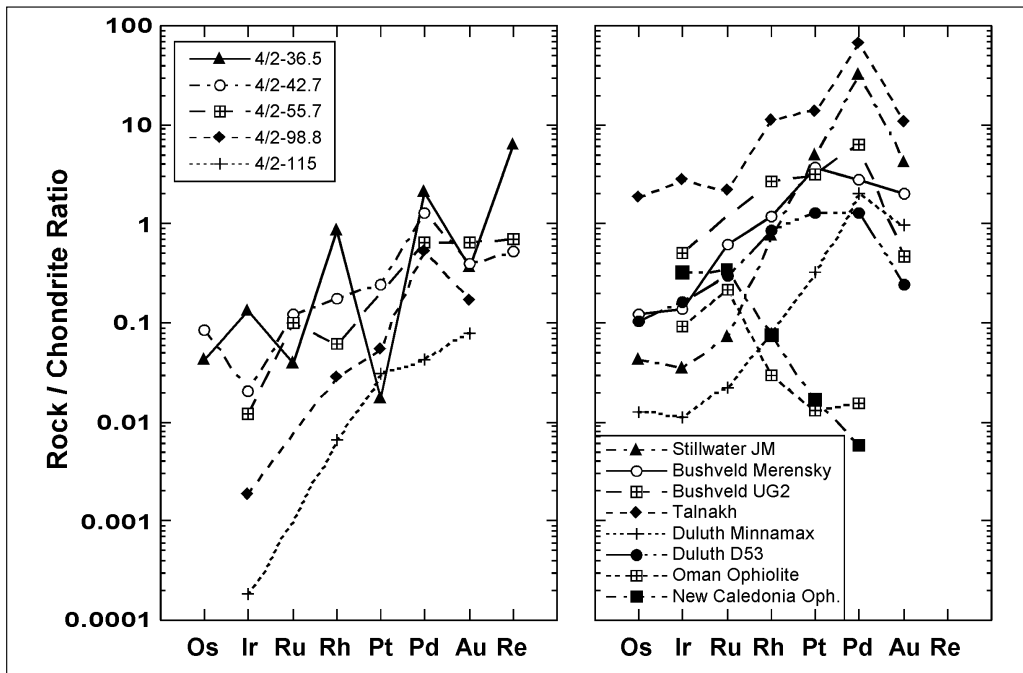 Rock / Chondrite Ratio
100
10
1
0.1
0.01
0.001
0.0001
4/2-36.5
4/2-42.7
4/2-55.7
4/2-98.8
4/2-115
Os Ir Ru Rh Pt Pd Au Re
Stillwater JM
Bushveld Merensky
Bushveld UG2
Talnakh
Duluth Minnamax
Duluth D53
Oman Ophiolite
New Caledonia Oph.
Os Ir Ru Rh Pt Pd Au Re